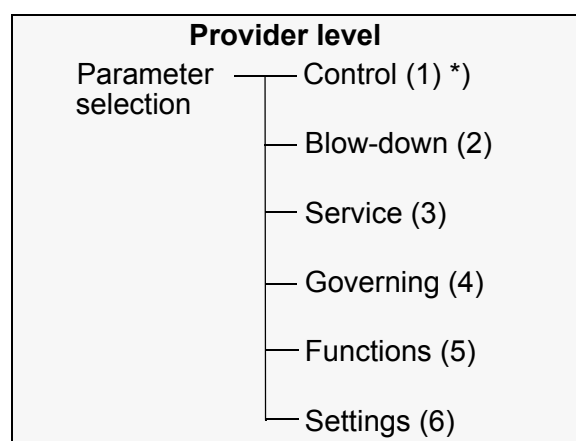 Provider level
Parameter selection
Control (1) *)
Blow-down (2)
Service (3)
Governing (4)
Functions (5)
Settings (6)